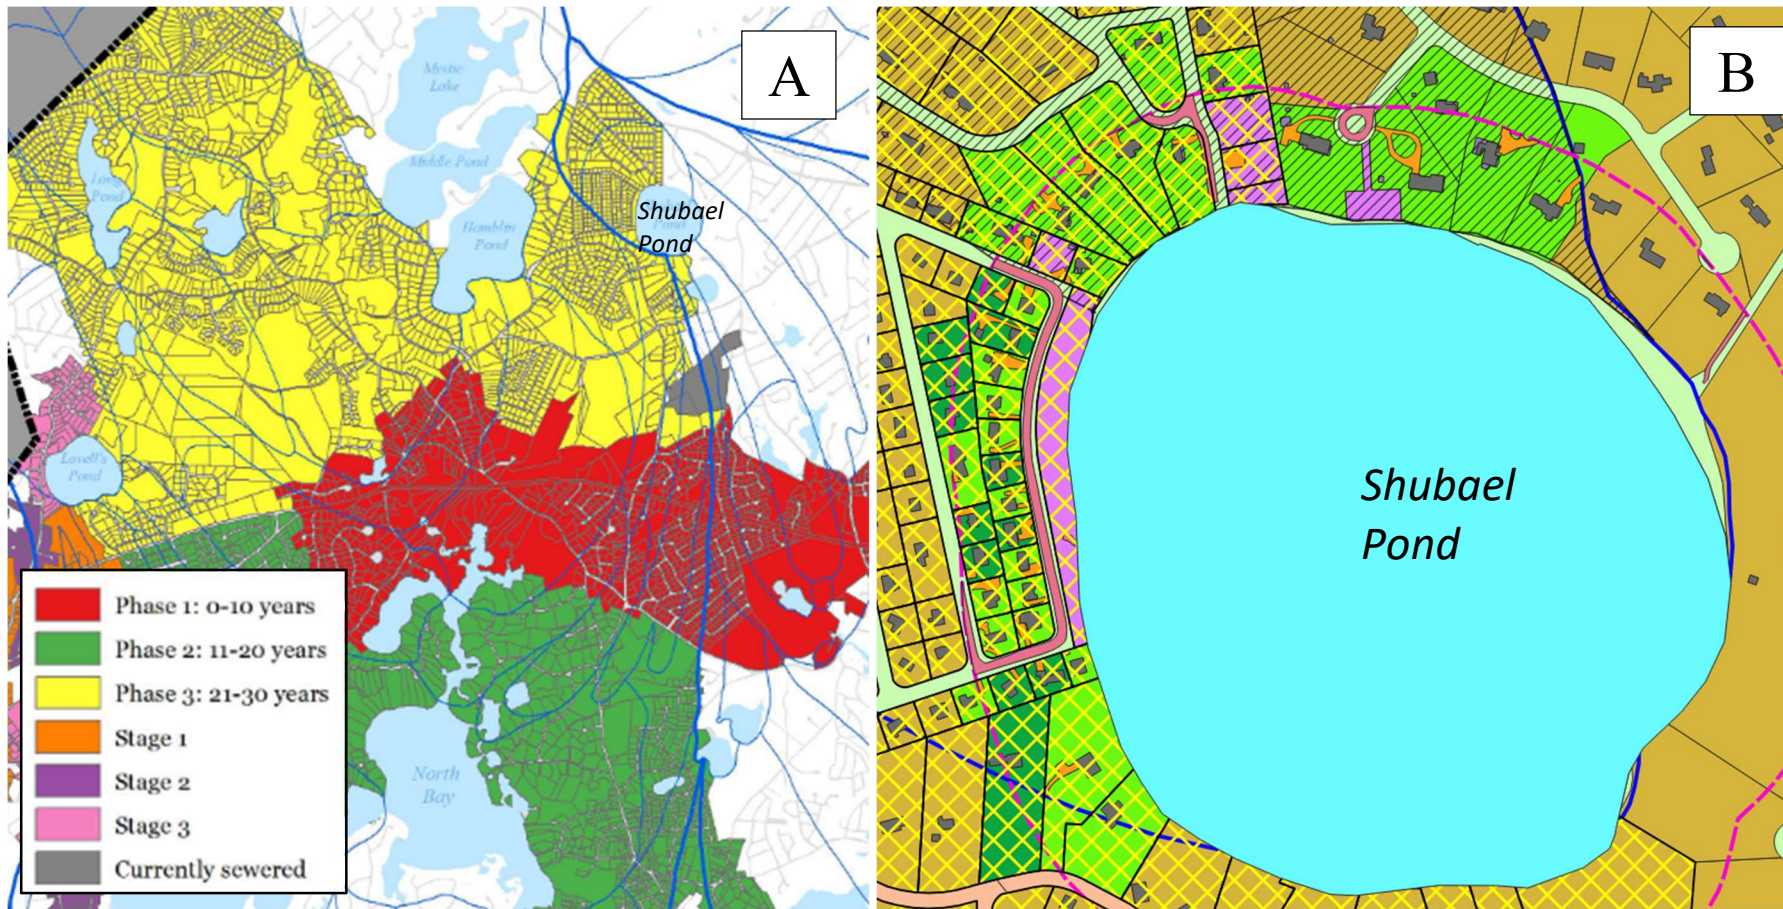 A
B
Mystic
Lake
Middle Pond
Long
Pond
Hamblin
Pond
Shubael
Pond
Lovell's
Pond
North
Bay
Phase 1: 0-10 years
Phase 2: 11-20 years
Phase 3: 21-30 years
Stage 1
Stage 2
Stage 3
Currently sewered
Shubael
Pond